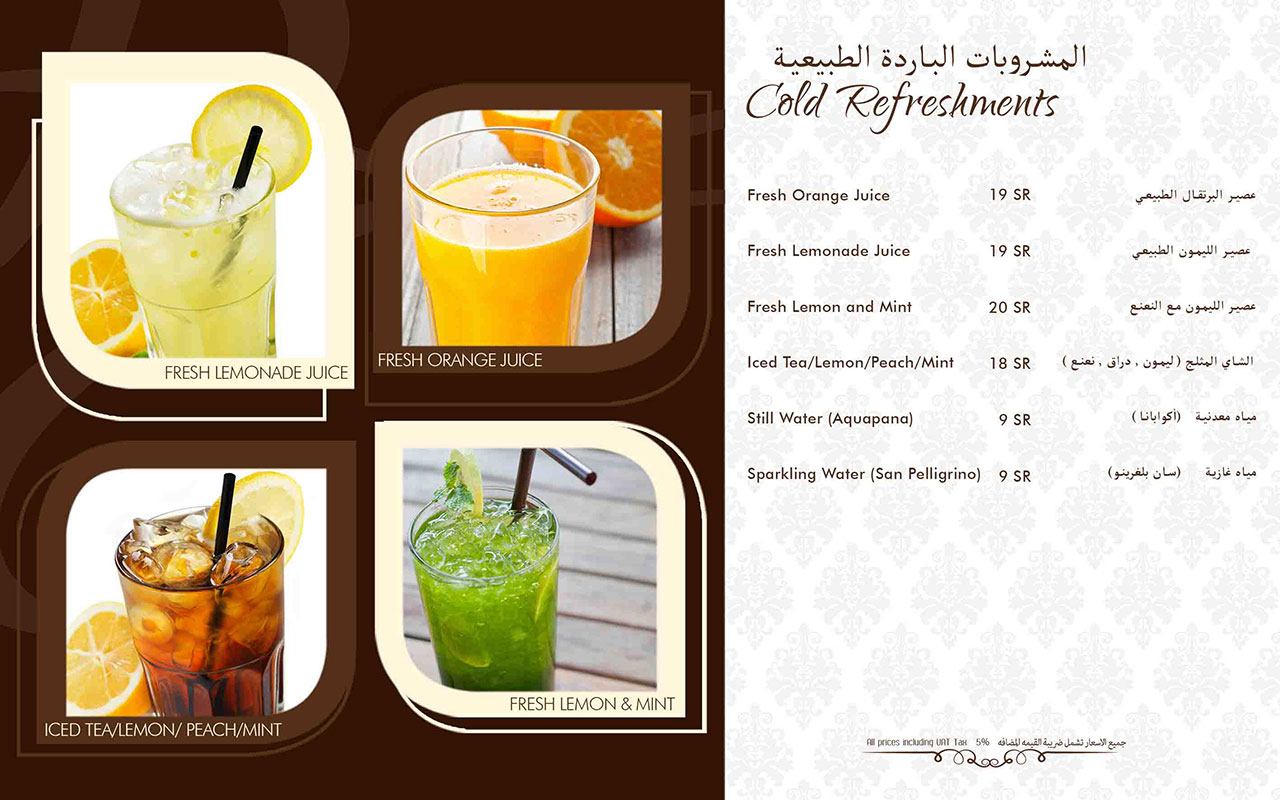 FRESH LEMONADE JUICE
FRESH ORANGE JUICE
ICED TEA/LEMON/ PEACH/MINT
FRESH LEMON & MINT
المشروبات الباردة الطبيعية
Cold Refreshments
Fresh Orange Juice 19 SR عصير البرتقال الطبيعي
Fresh Lemonade Juice 19 SR عصير الليمون الطبيعي
Fresh Lemon and Mint 20 SR عصير الليمون مع النعنع
Iced Tea/Lemon/Peach/Mint 18 SR الشاي المثلج (ليمون , دراق , نعنع )
Still Water (Aquapana) 9 SR مياه معدنية (أكوابانا )
Sparkling Water (San Pelligrino) 9 SR مياه غازية (سان بلغرينو)
All prices including VAT Tax 5% جميع الاسعار تشمل ضريبة القيمه المضافه